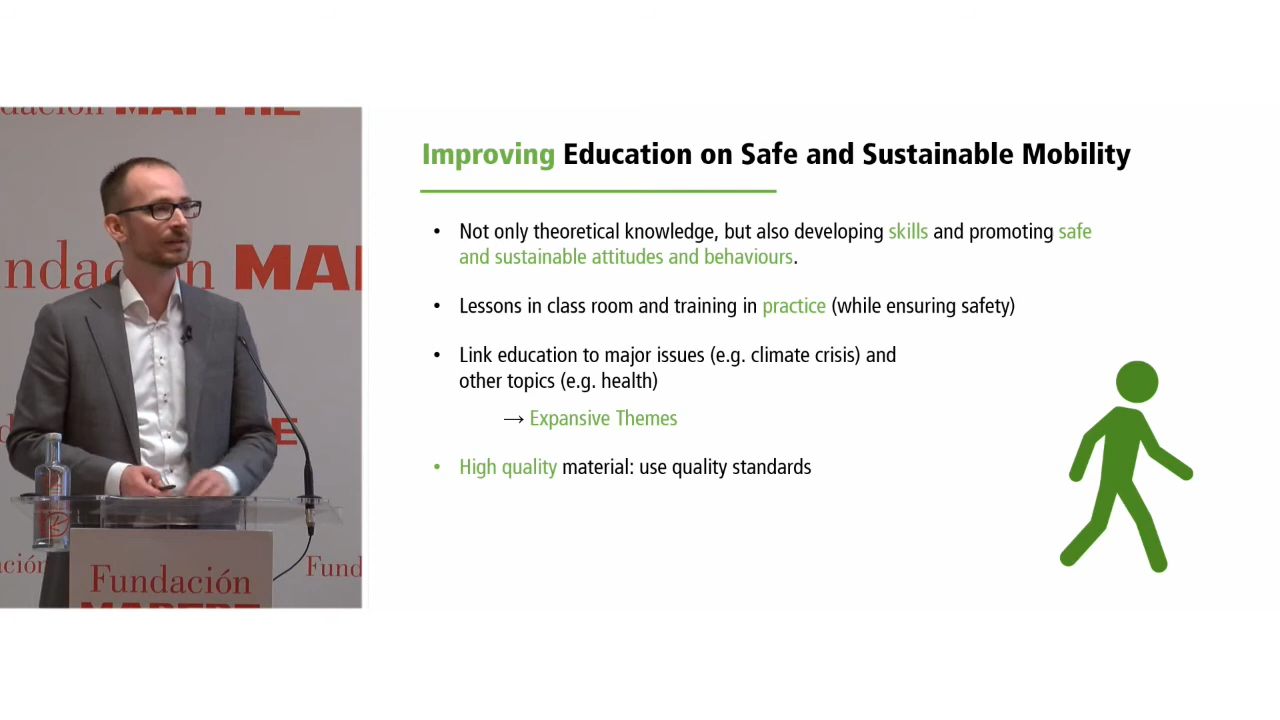 Fundación
Improving Education on Safe and Sustainable Mobility
• Not only theoretical knowledge, but also developing skills and promoting safe
and sustainable attitudes and behaviours.
• Lessons in class room and training in practice (while ensuring safety)
• Link education to major issues (e.g. climate crisis) and
other topics (e.g. health)
→ Expansive Themes
• High quality material: use quality standards